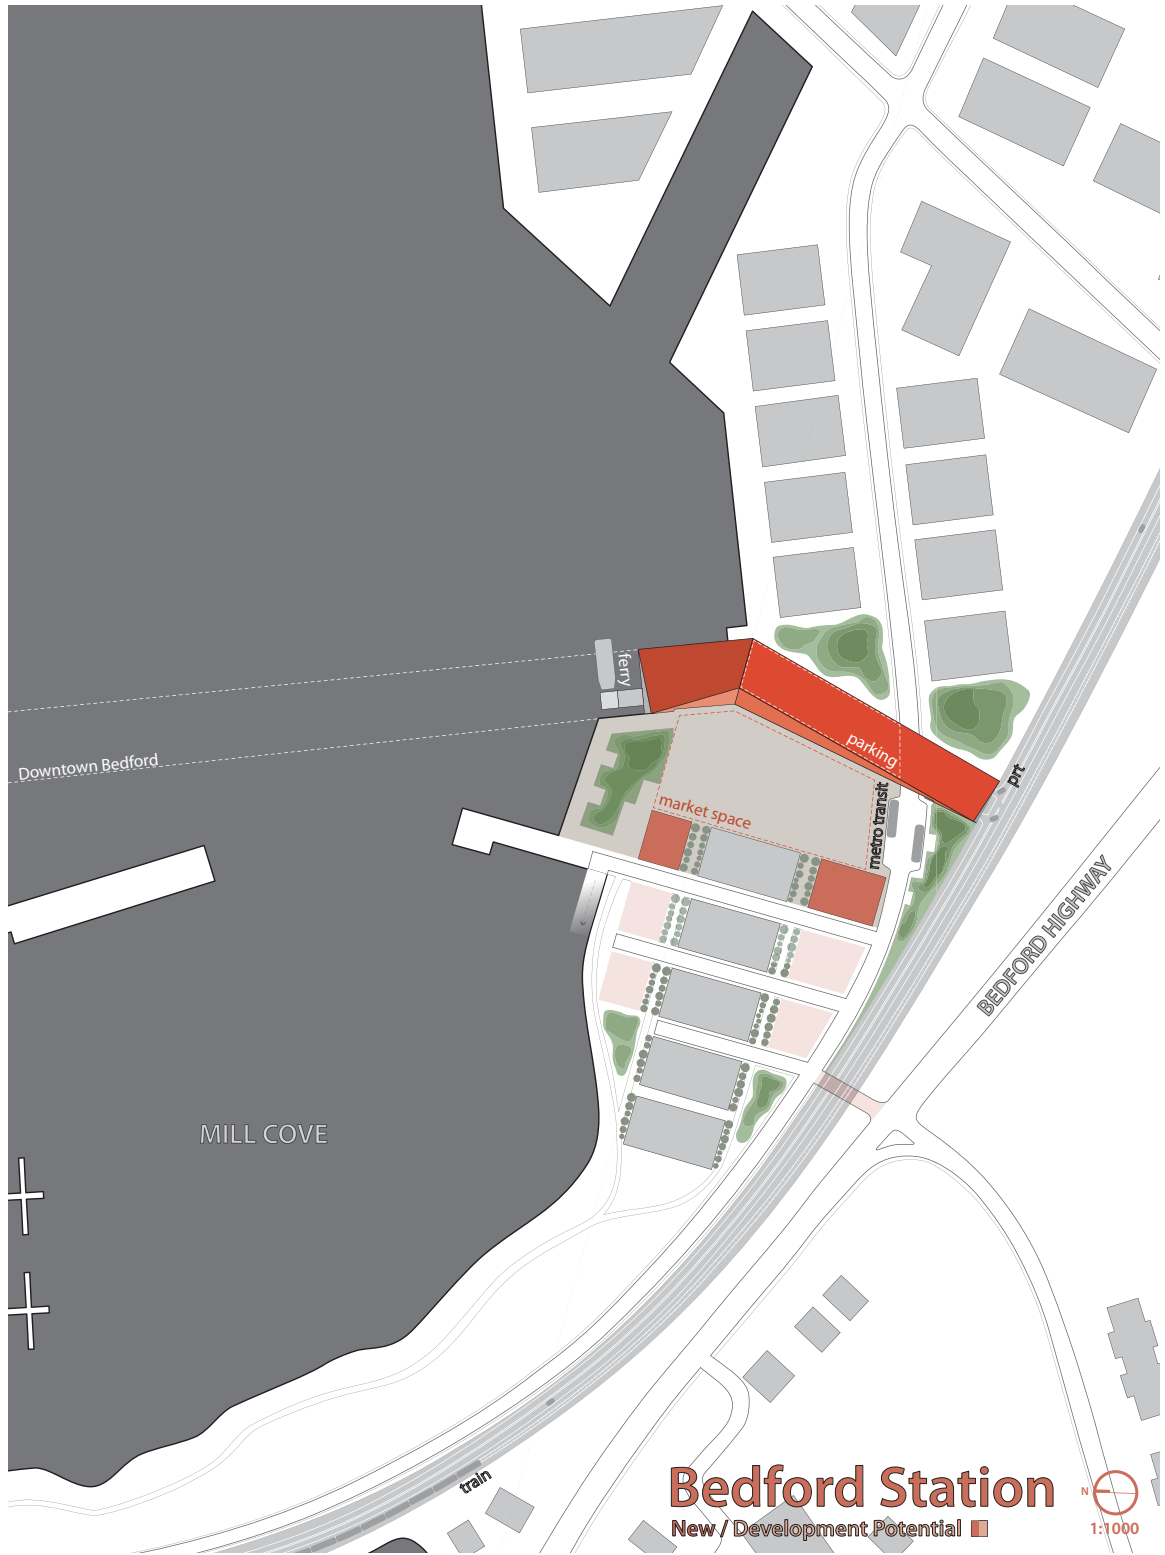 ferry
parking
prt
Downtown Bedford
market space
metro transit
BEDFORD HIGHWAY
MILL COVE
train
Bedford Station
New / Development Potential
N
1:1000